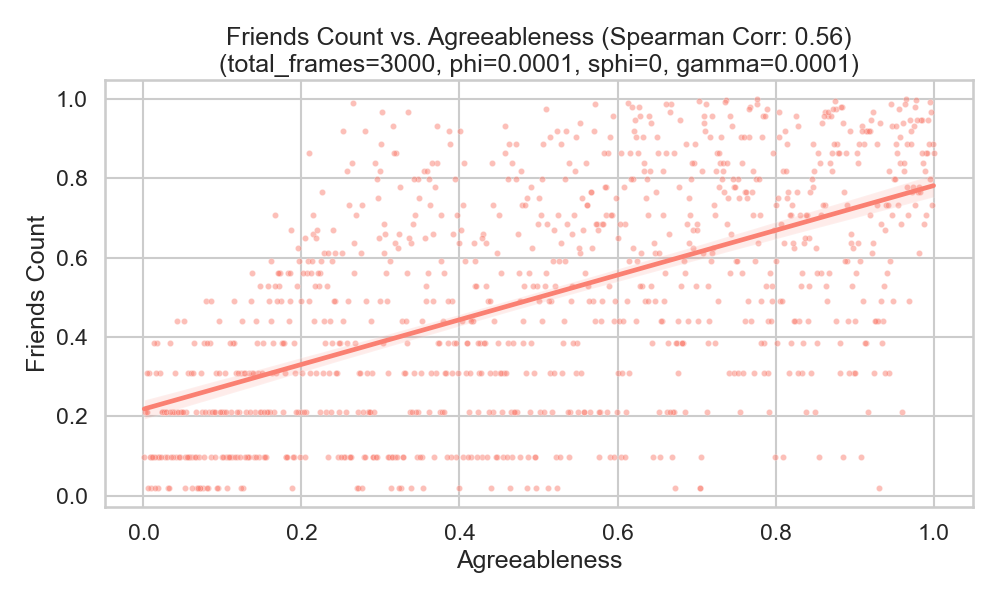 Friends Count vs. Agreeableness (Spearman Corr: 0.56)
(total_frames=3000, phi=0.0001, sphi=0, gamma=0.0001)
1.0
0.8
0.6
0.4
0.2
0.0
Friends Count
0.0 0.2 0.4 0.6 0.8 1.0
Agreeableness